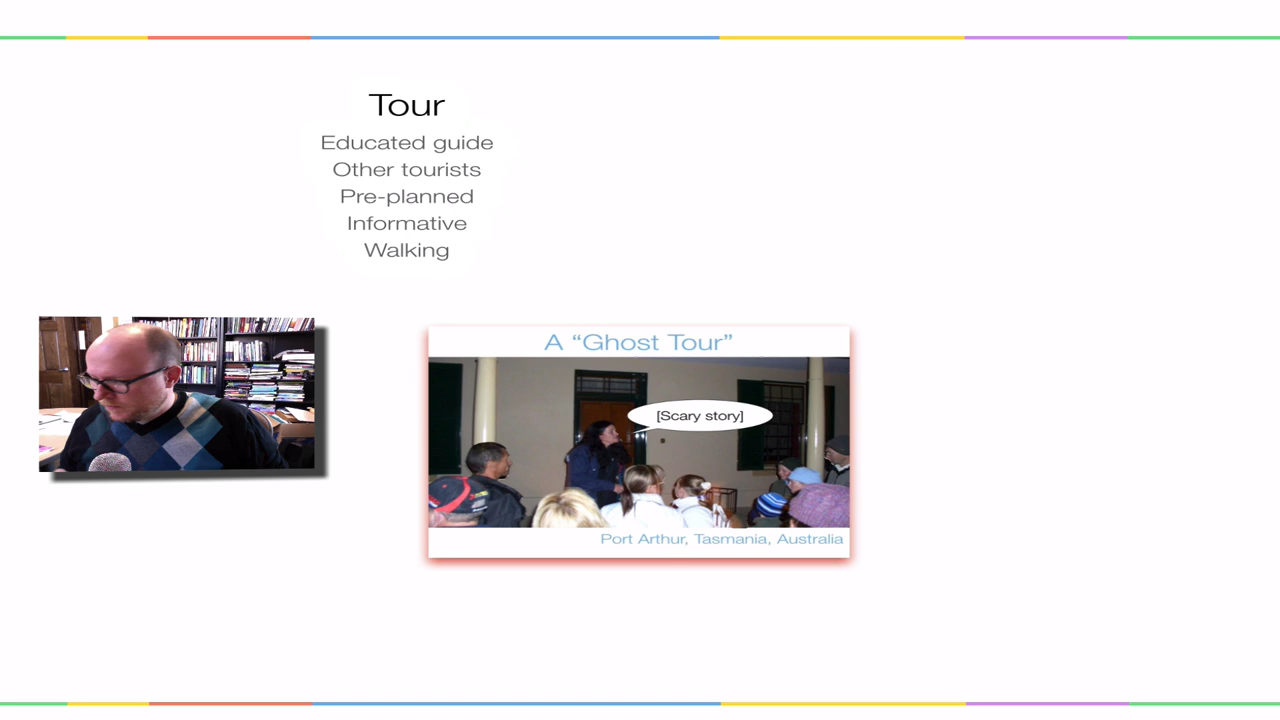 Tour
Educated guide
Other tourists
Pre-planned
Informative
Walking
A “Ghost Tour”
[Scary story]
Port Arthur, Tasmania, Australia